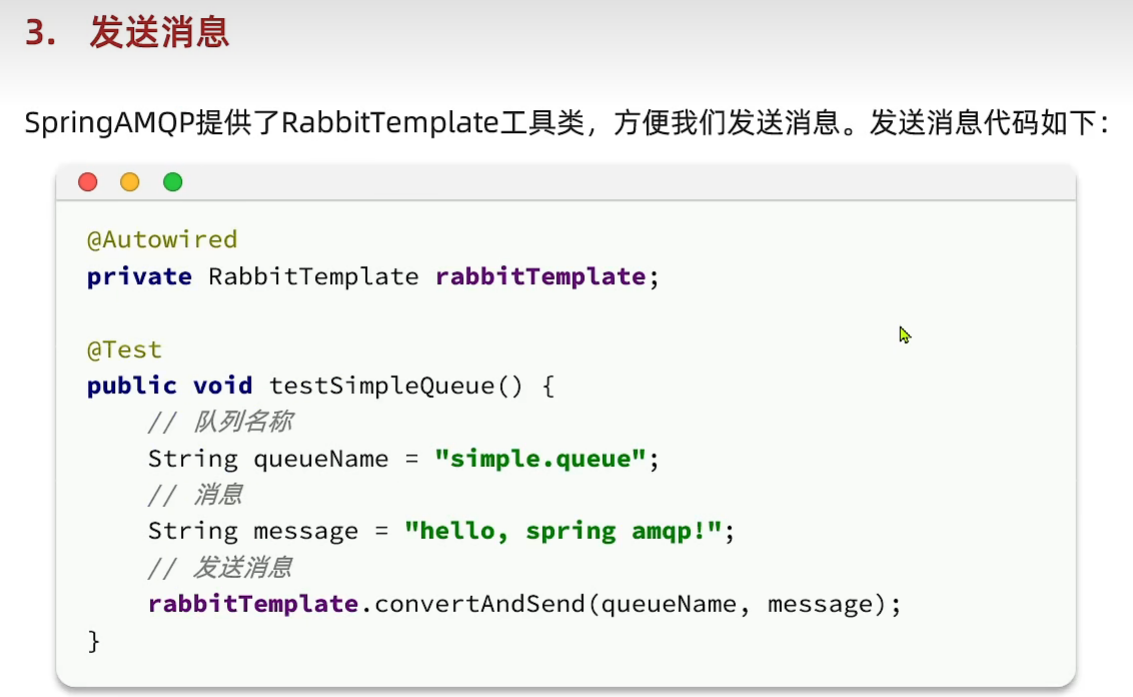 3. 发送消息
SpringAMQP提供了RabbitTemplate工具类，方便我们发送消息。发送消息代码如下：
@Autowired
private RabbitTemplate rabbitTemplate;
@Test
public void testSimpleQueue() {
// 队列名称
String queueName = "simple.queue";
// 消息
String message = "hello, spring amqp!";
// 发送消息
rabbitTemplate.convertAndSend(queueName, message);
}